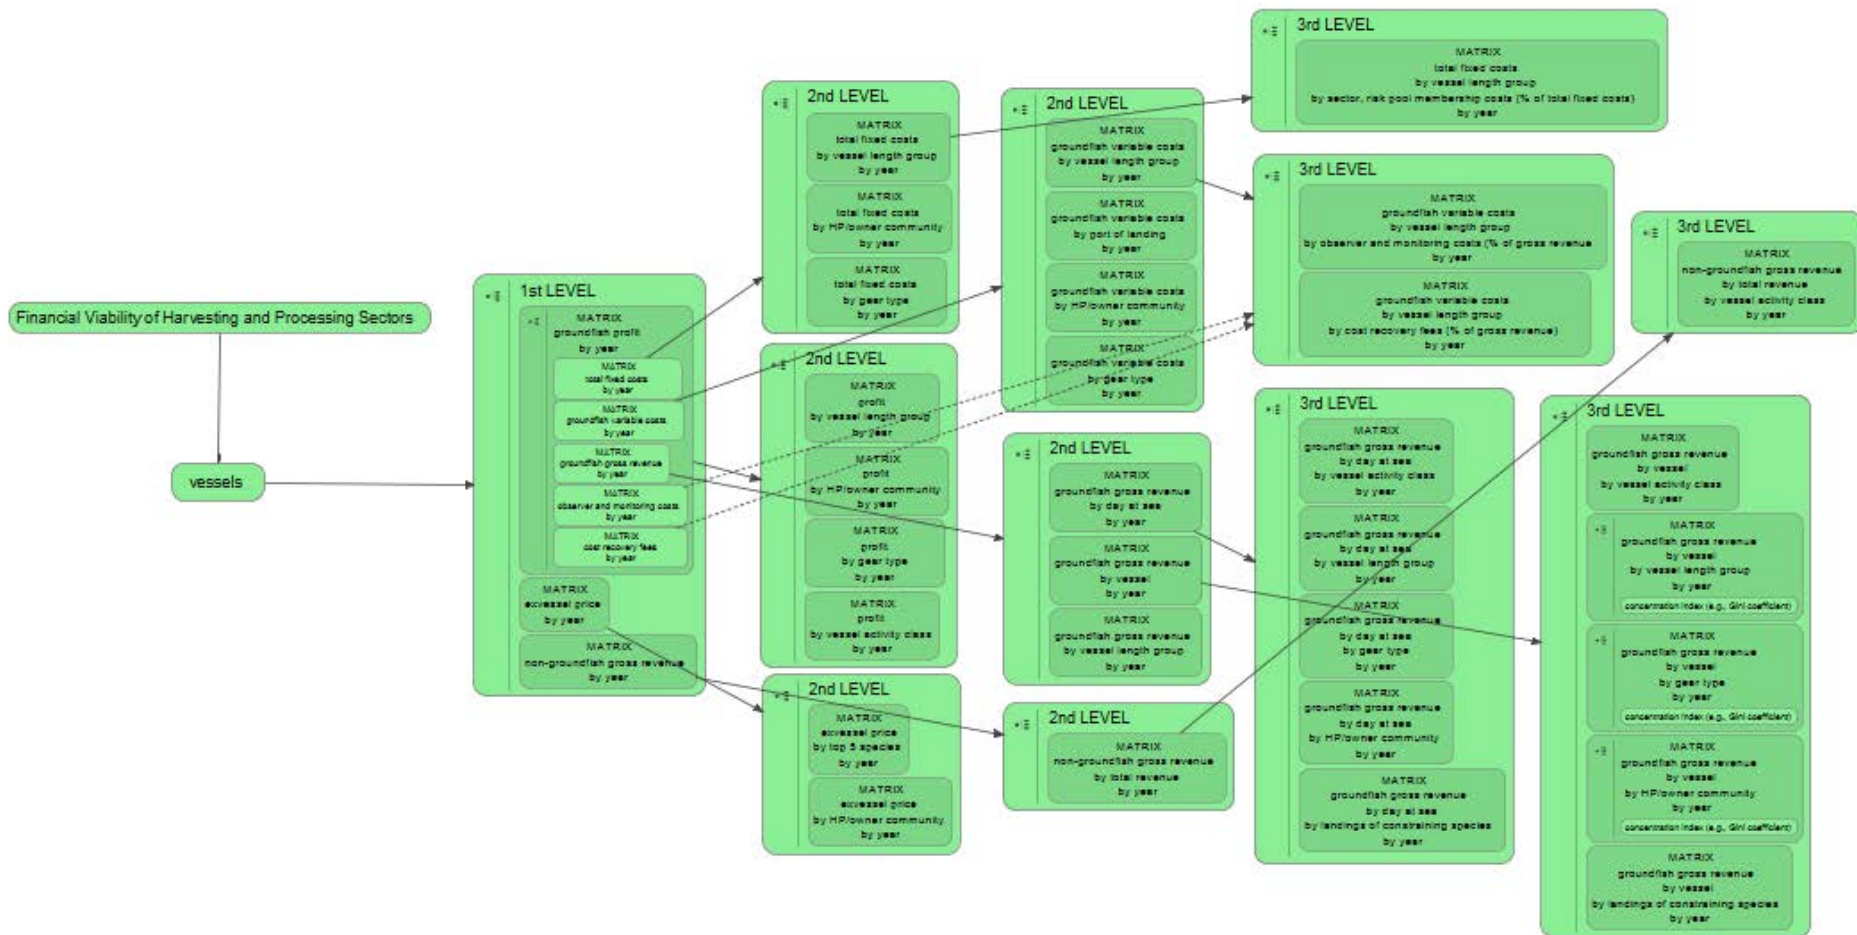 Financial Viability of Harvesting and Processing Sectors
vessels
1st LEVEL
MATRIX
groundfish profit
by year
MATRIX
total fixed costs
by year
MATRIX
groundfish variable costs
by year
MATRIX
groundfish gross revenue
by year
MATRIX
observer and monitoring costs
by year
MATRIX
cost recovery fees
by year
MATRIX
exvessel price
by year
MATRIX
non-groundfish gross revenue
by year
2nd LEVEL
MATRIX
total fixed costs
by vessel length group
by year
MATRIX
total fixed costs
by HP/owner community
by year
MATRIX
total fixed costs
by gear type
by year
2nd LEVEL
MATRIX
profit
by vessel length group
by year
MATRIX
profit
by HP/owner community
by year
MATRIX
profit
by gear type
by year
MATRIX
profit
by vessel activity class
by year
2nd LEVEL
MATRIX
exvessel price
by top 5 species
by year
MATRIX
exvessel price
by HP/owner community
by year
2nd LEVEL
MATRIX
groundfish variable costs
by vessel length group
by year
MATRIX
groundfish variable costs
by port of landing
by year
MATRIX
groundfish variable costs
by HP/owner community
by year
MATRIX
groundfish variable costs
by gear type
by year
2nd LEVEL
MATRIX
groundfish gross revenue
by day at sea
by year
MATRIX
groundfish gross revenue
by vessel
by year
MATRIX
groundfish gross revenue
by vessel length group
by year
2nd LEVEL
MATRIX
non-groundfish gross revenue
by total revenue
by year
3rd LEVEL
MATRIX
total fixed costs
by vessel length group
by sector, risk pool membership costs (% of total fixed costs)
by year
3rd LEVEL
MATRIX
groundfish variable costs
by vessel length group
by observer and monitoring costs (% of gross revenue
by year
MATRIX
groundfish variable costs
by vessel length group
by cost recovery fees (% of gross revenue)
by year
3rd LEVEL
MATRIX
groundfish gross revenue
by day at sea
by vessel activity class
by year
MATRIX
groundfish gross revenue
by day at sea
by vessel length group
by year
MATRIX
groundfish gross revenue
by day at sea
by gear type
by year
MATRIX
groundfish gross revenue
by day at sea
by HP/owner community
by year
MATRIX
groundfish gross revenue
by day at sea
by landings of constraining species
by year
3rd LEVEL
MATRIX
non-groundfish gross revenue
by total revenue
by vessel activity class
by year
3rd LEVEL
MATRIX
groundfish gross revenue
by vessel
by vessel activity class
by year
MATRIX
groundfish gross revenue
by vessel
by vessel length group
by year
concentration index (e.g., Gini coefficient)
MATRIX
groundfish gross revenue
by vessel
by gear type
by year
concentration index (e.g., Gini coefficient)
MATRIX
groundfish gross revenue
by vessel
by HP/owner community
by year
concentration index (e.g., Gini coefficient)
MATRIX
groundfish gross revenue
by vessel
by landings of constraining species
by year